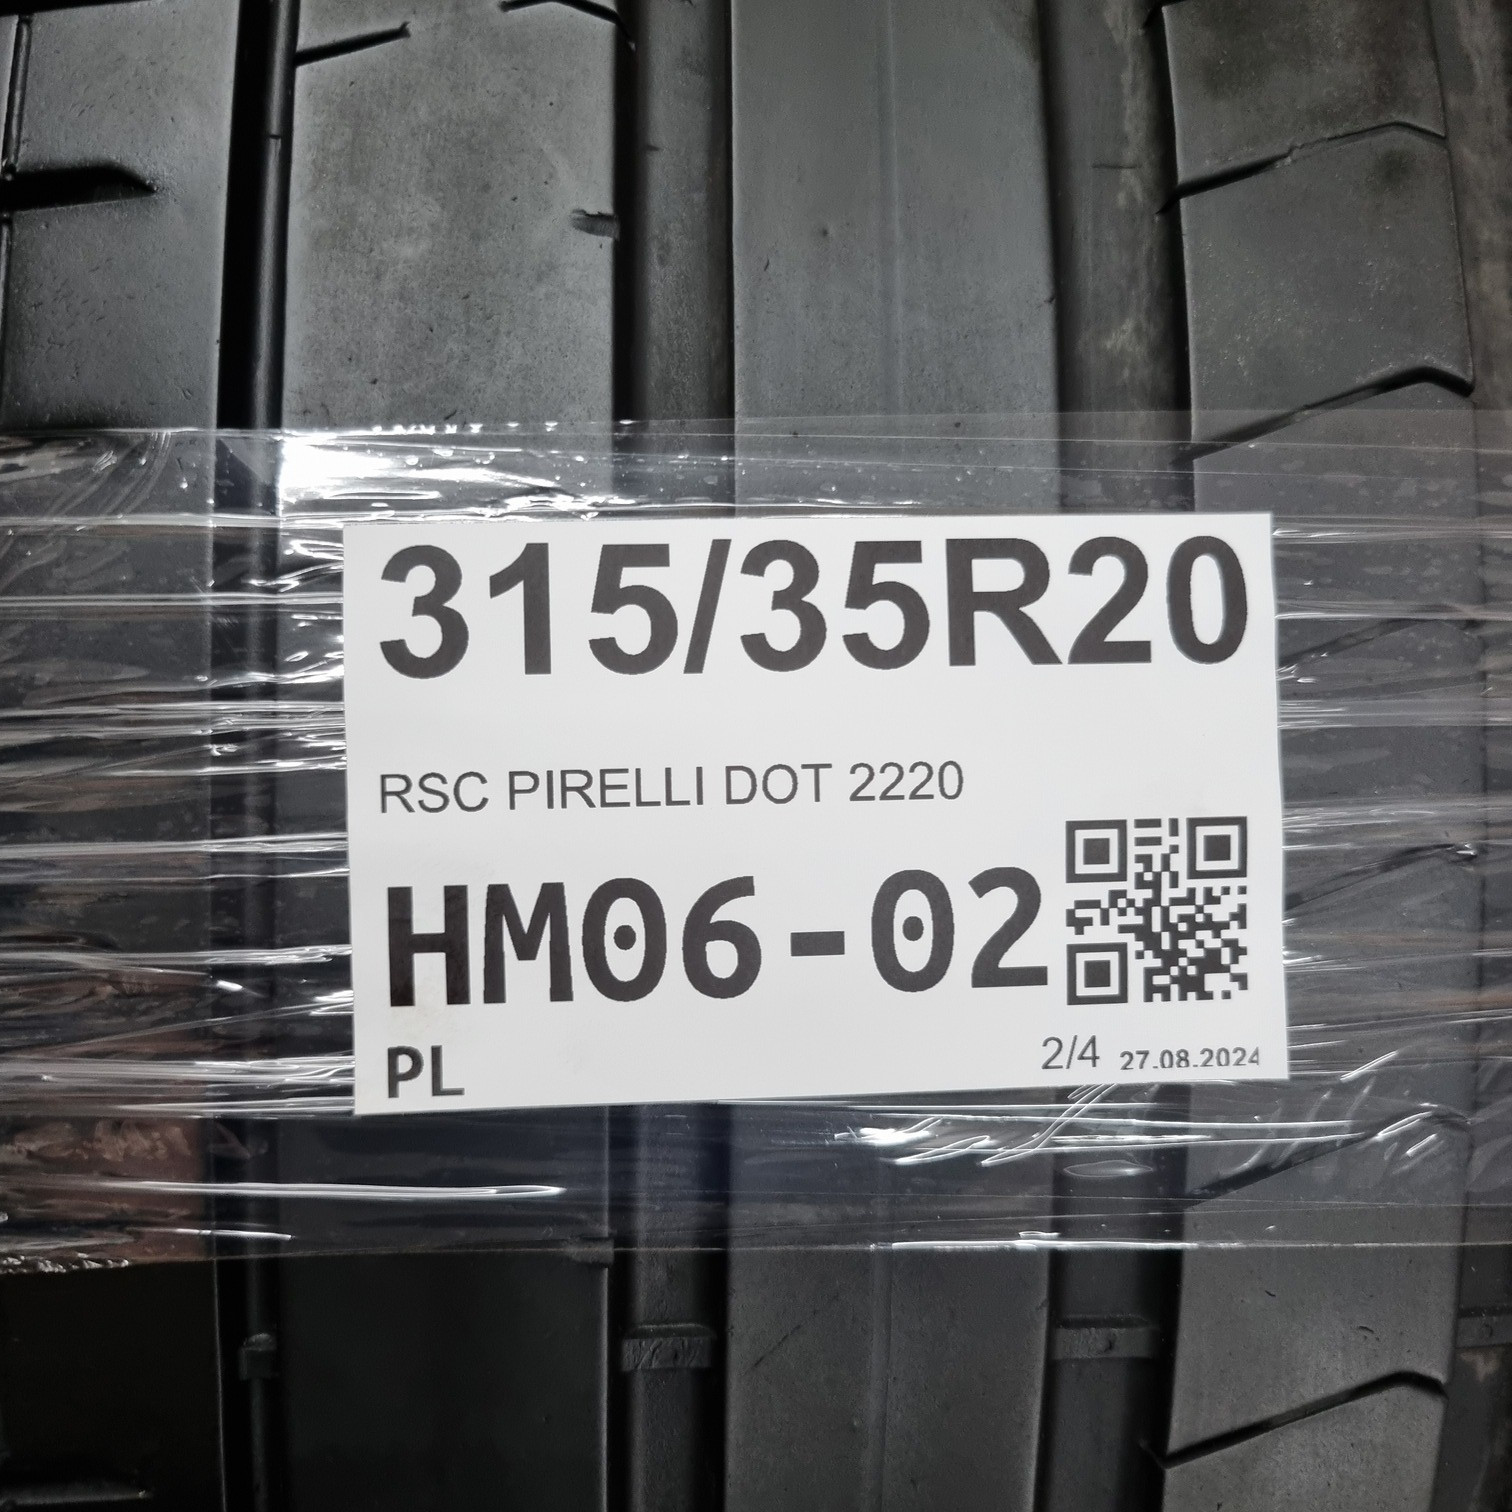 315/35R20
RSC PIRELLI DOT 2220
HM06-02
PL
2/4 27.08.2024